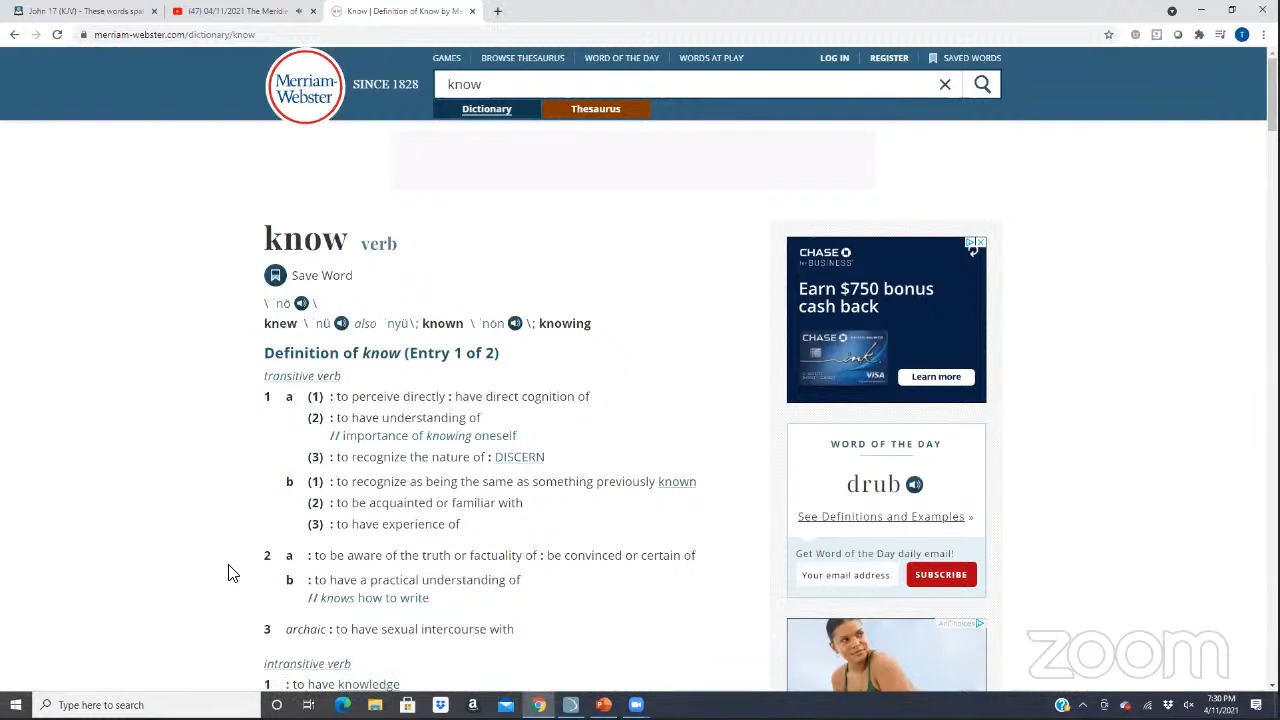 John 17 (KJV) - These words spo
(47) 04/11/2021 The Meridi
Know | Definition of Know by Me
merriam-webster.com/dictionary/know
T
GAMES BROWSE THESAURUS WORD OF THE DAY WORDS AT PLAY LOG IN REGISTER SAVED WORDS
Merriam-
Webster
SINCE 1828
know
Dictionary Thesaurus
know verb
Save Word
\ ˈnō \
knew \ ˈnü also ˈnyü\; known \ ˈnōn \; knowing
Definition of know (Entry 1 of 2)
transitive verb
1 a (1) : to perceive directly : have direct cognition of
(2) : to have understanding of
// importance of knowing oneself
(3) : to recognize the nature of : DISCERN
b (1) : to recognize as being the same as something previously known
(2) : to be acquainted or familiar with
(3) : to have experience of
2 a : to be aware of the truth or factuality of : be convinced or certain of
b : to have a practical understanding of
// knows how to write
3 archaic : to have sexual intercourse with
intransitive verb
1 : to have knowledge
CHASE
for BUSINESS
Earn $750 bonus
cash back
CHASE
ink
VISA
Learn more
WORD OF THE DAY
drub
See Definitions and Examples »
Get Word of the Day daily email!
Your email address
SUBSCRIBE
AdChoices
zoom
Type here to search
7:30 PM
4/11/2021